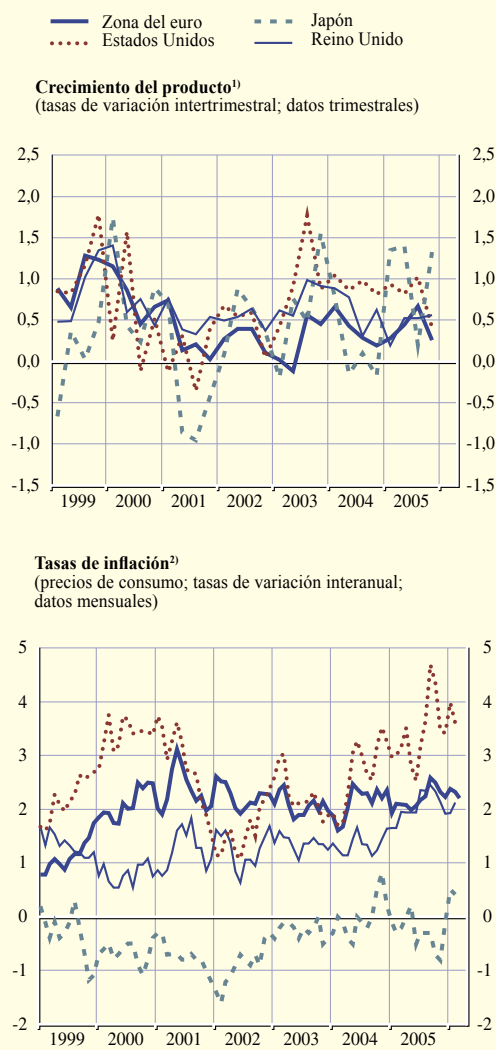 Zona del euro
Japón
Estados Unidos
Reino Unido
Crecimiento del producto1)
(tasas de variación intertrimestral; datos trimestrales)
2,5 2,5
2,0 2,0
1,5 1,5
1,0 1,0
0,5 0,5
0,0 0,0
-0,5 -0,5
-1,0 -1,0
-1,5 -1,5
1999 2000 2001 2002 2003 2004 2005
Tasas de inflación2)
(precios de consumo; tasas de variación interanual;
datos mensuales)
5 5
4 4
3 3
2 2
1 1
0 0
-1 -1
-2 -2
1999 2000 2001 2002 2003 2004 2005